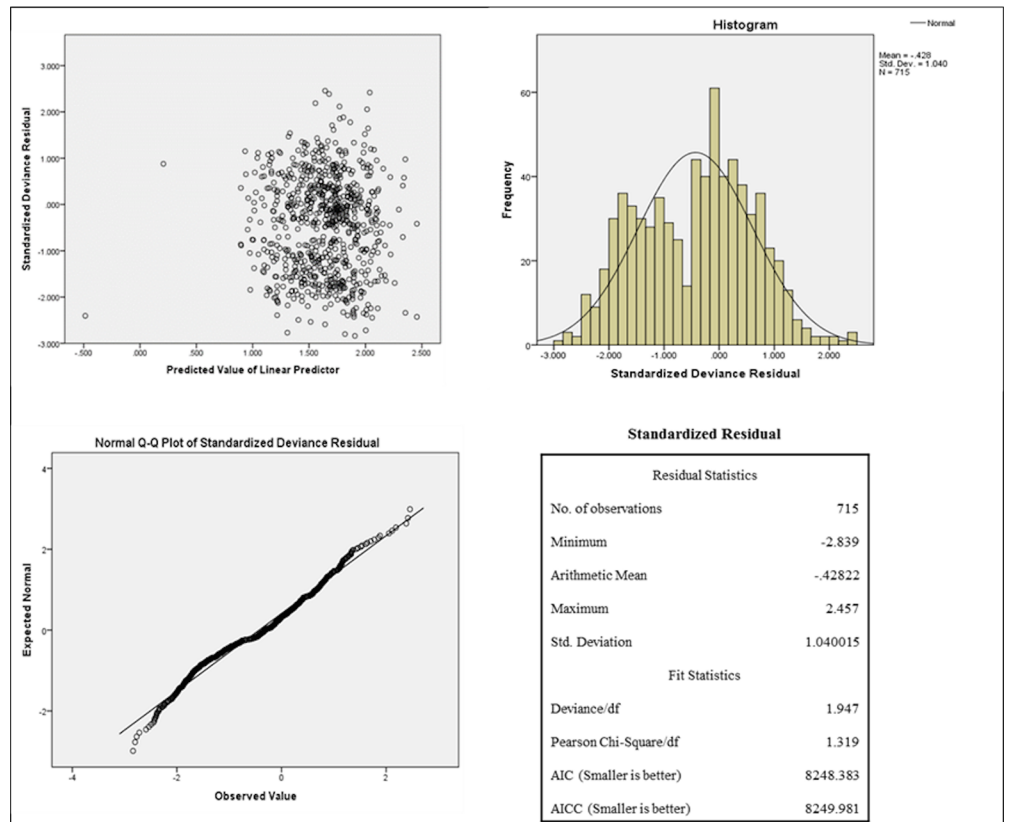 3.000
2.000
1.000
.000
-1.000
-2.000
-3.000
Standardized Deviance Residual
-.500
.000
.500
1.000
1.500
2.000
2.500
Predicted Value of Linear Predictor
Histogram
Normal
Mean = -.428
Std. Dev. = 1.040
N = 715
60
40
20
0
Frequency
-3.000
-2.000
-1.000
.000
1.000
2.000
Standardized Deviance Residual
Normal Q-Q Plot of Standardized Deviance Residual
4
2
0
-2
Expected Normal
-4
-2
0
2
Observed Value
Standardized Residual
Residual Statistics
No. of observations 715
Minimum -2.839
Arithmetic Mean -.42822
Maximum 2.457
Std. Deviation 1.040015
Fit Statistics
Deviance/df 1.947
Pearson Chi-Square/df 1.319
AIC (Smaller is better) 8248.383
AICC (Smaller is better) 8249.981